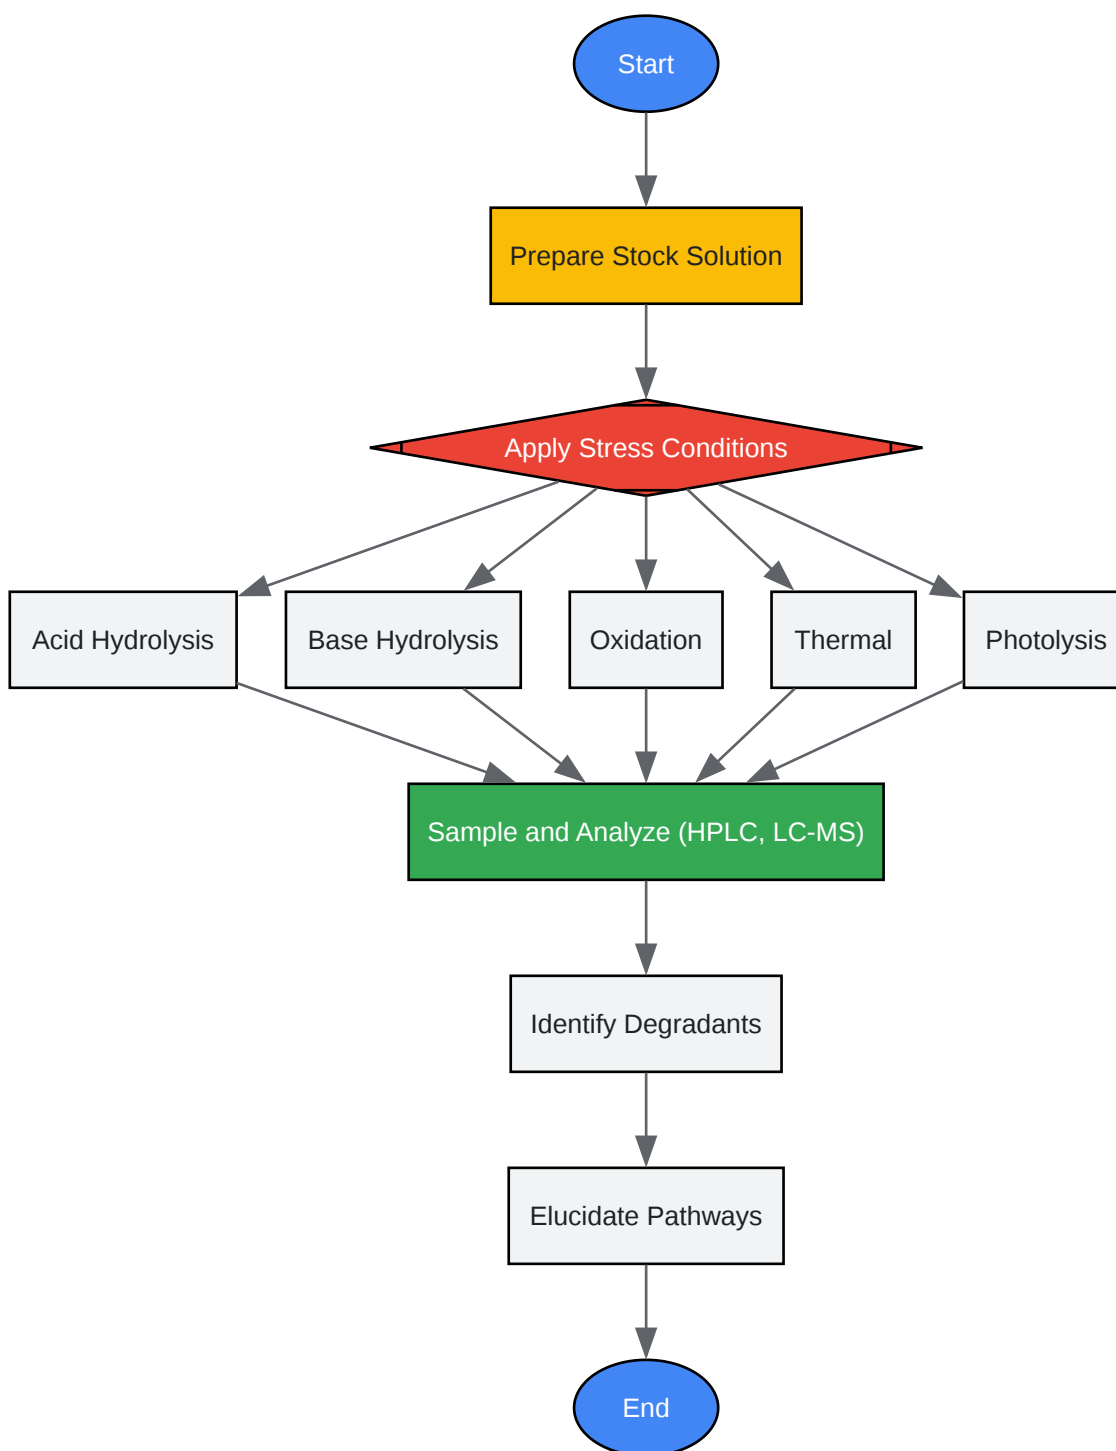 Start
Prepare Stock Solution
Apply Stress Conditions
Acid Hydrolysis
Base Hydrolysis
Oxidation
Thermal
Photolysis
Sample and Analyze (HPLC, LC-MS)
Identify Degradants
Elucidate Pathways
End